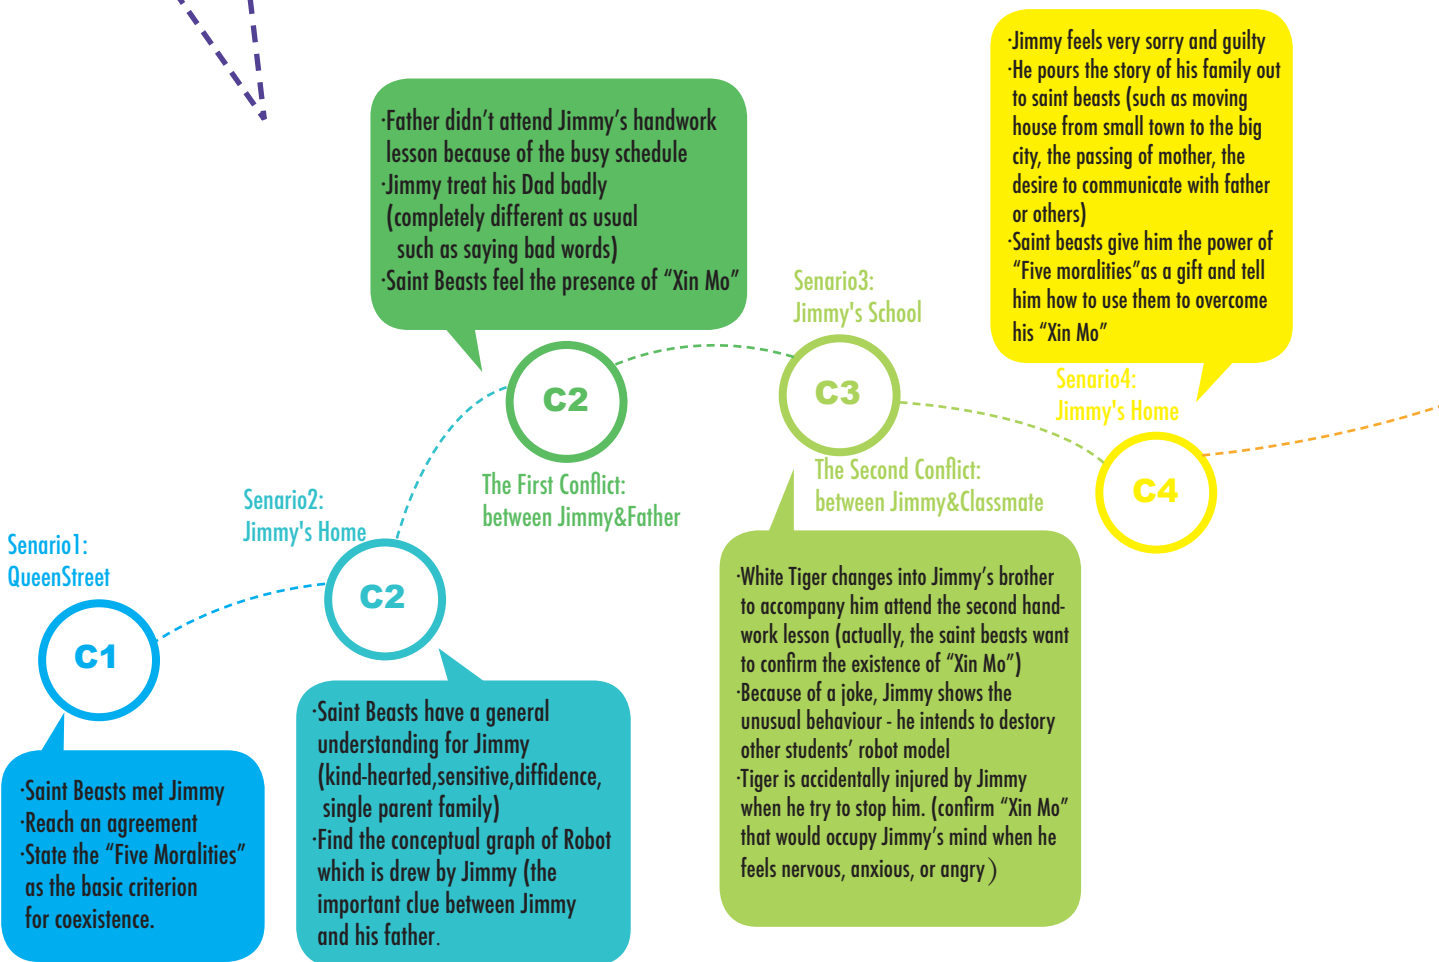 Senario1:
QueenStreet
C1
·Saint Beasts met Jimmy
·Reach an agreement
·State the “Five Moralities”
as the basic criterion
for coexistence.
Senario2:
Jimmy's Home
C2
·Saint Beasts have a general
understanding for Jimmy
(kind-hearted,sensitive,diffidence,
single parent family)
·Find the conceptual graph of Robot
which is drew by Jimmy (the
important clue between Jimmy
and his father.
·Father didn’t attend Jimmy’s handwork
lesson because of the busy schedule
·Jimmy treat his Dad badly
(completely different as usual
such as saying bad words)
·Saint Beasts feel the presence of “Xin Mo”
C2
The First Conflict:
between Jimmy&Father
Senario3:
Jimmy's School
C3
The Second Conflict:
between Jimmy&Classmate
·White Tiger changes into Jimmy’s brother
to accompany him attend the second hand-
work lesson (actually, the saint beasts want
to confirm the existence of “Xin Mo”)
·Because of a joke, Jimmy shows the
unusual behaviour - he intends to destory
other students’ robot model
·Tiger is accidentally injured by Jimmy
when he try to stop him. (confirm “Xin Mo”
that would occupy Jimmy’s mind when he
feels nervous, anxious, or angry)
·Jimmy feels very sorry and guilty
·He pours the story of his family out
to saint beasts (such as moving
house from small town to the big
city, the passing of mother, the
desire to communicate with father
or others)
·Saint beasts give him the power of
“Five moralities”as a gift and tell
him how to use them to overcome
his “Xin Mo”
Senario4:
Jimmy's Home
C4